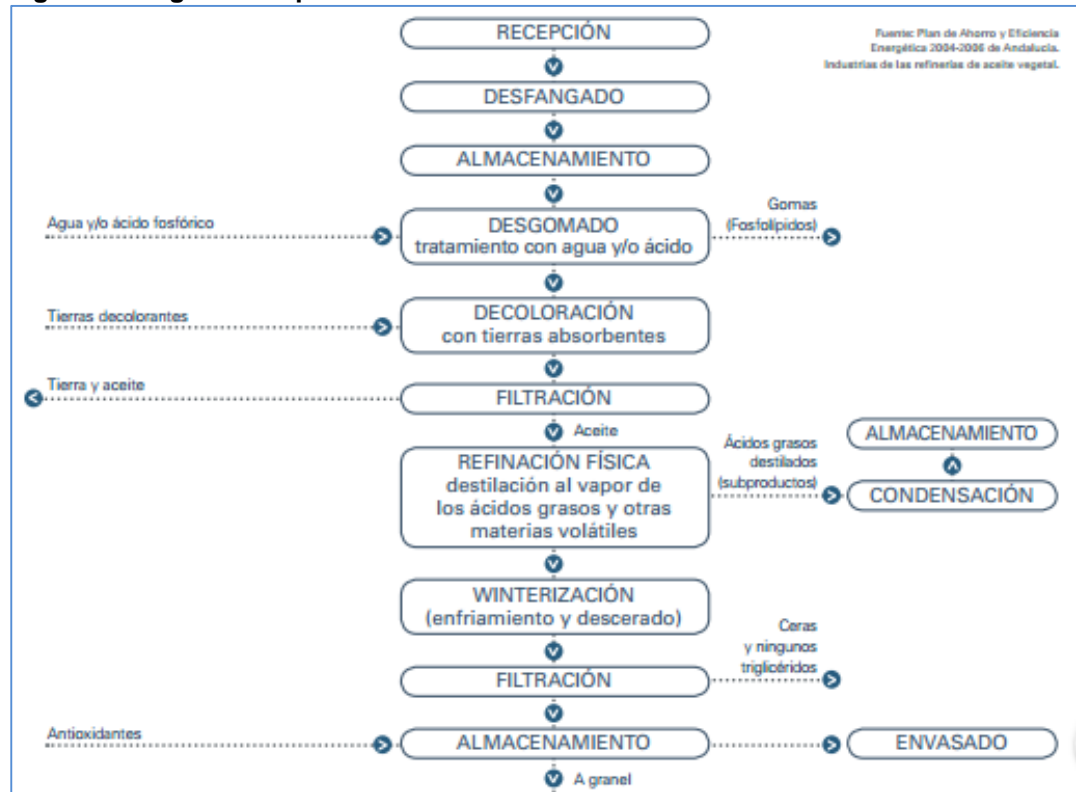 RECEPCIÓN
Fuente: Plan de Ahorro y Eficiencia
Energética 2004-2006 de Andalucía.
Industrias de las refinerías de aceite vegetal.
DESFANGADO
ALMACENAMIENTO
Agua y/o ácido fosfórico
DESGOMADO
tratamiento con agua y/o ácido
Gomas
(Fosfolípidos)
Tierras decolorantes
DECOLORACIÓN
con tierras absorbentes
Tierra y aceite
FILTRACIÓN
Aceite
REFINACIÓN FÍSICA
destilación al vapor de
los ácidos grasos y otras
materias volátiles
Ácidos grasos
destilados
(subproductos)
ALMACENAMIENTO
CONDENSACIÓN
WINTERIZACIÓN
(enfriamiento y descerado)
Ceras
y ningunos
triglicéridos
FILTRACIÓN
Antioxidantes
ALMACENAMIENTO
ENVASADO
A granel